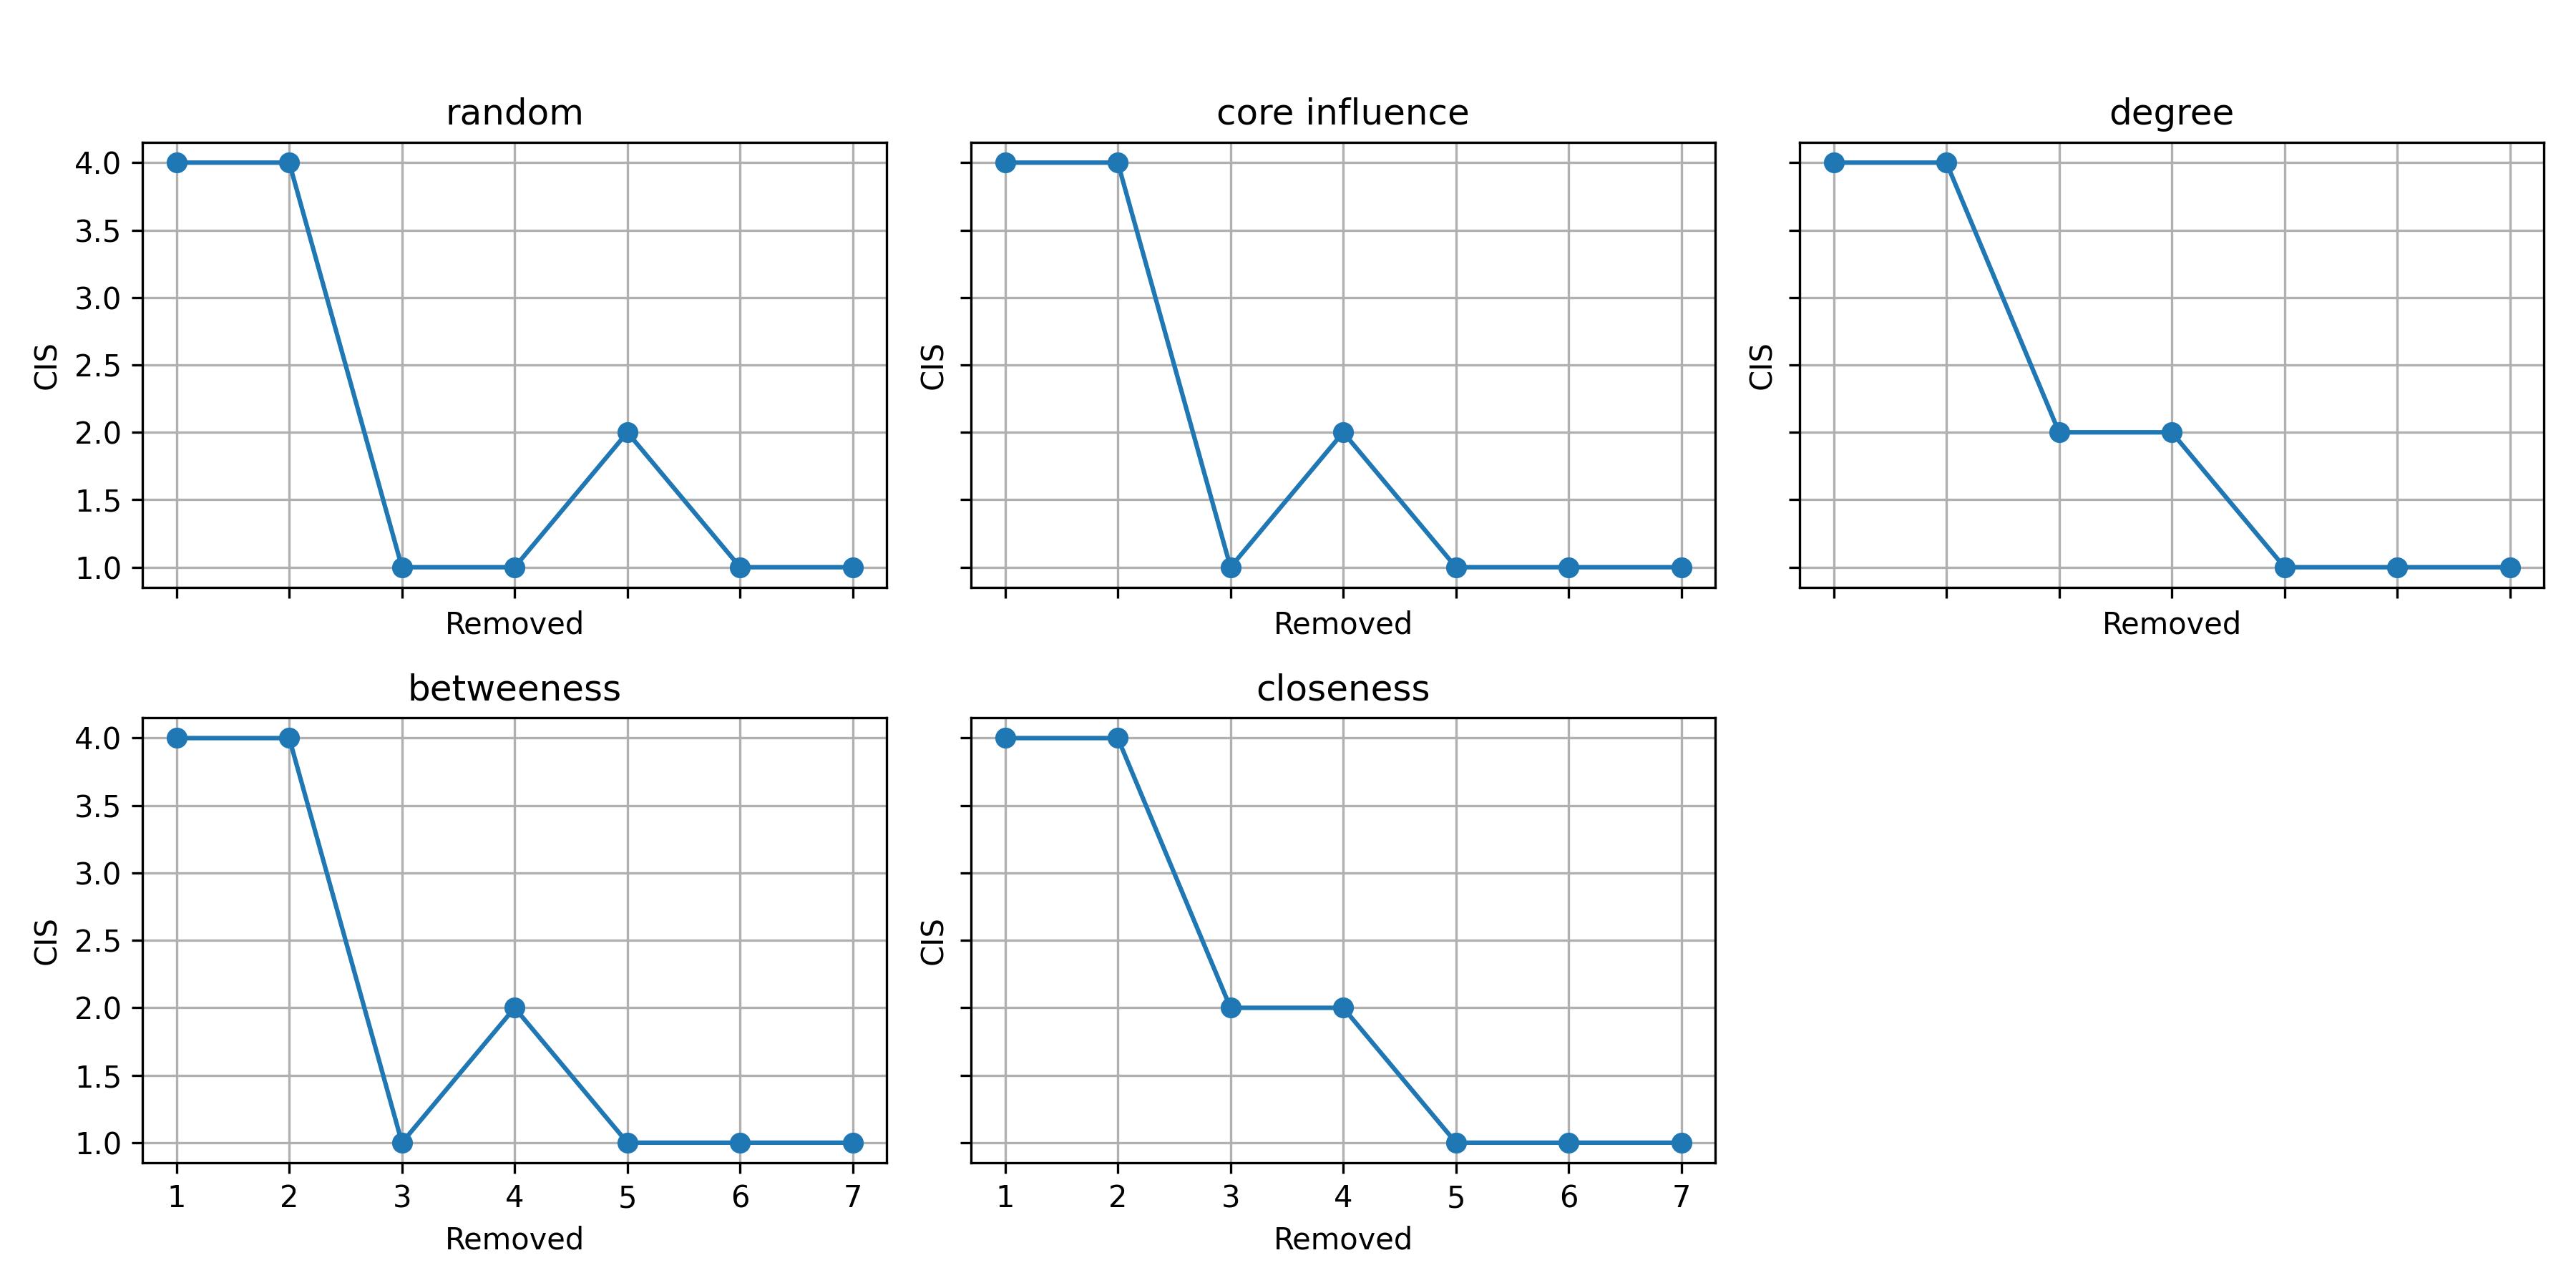 random
4.0
3.5
3.0
2.5
2.0
1.5
1.0
CIS
Removed
core influence
CIS
Removed
degree
CIS
Removed
betweeness
4.0
3.5
3.0
2.5
2.0
1.5
1.0
CIS
1 2 3 4 5 6 7
Removed
closeness
CIS
1 2 3 4 5 6 7
Removed